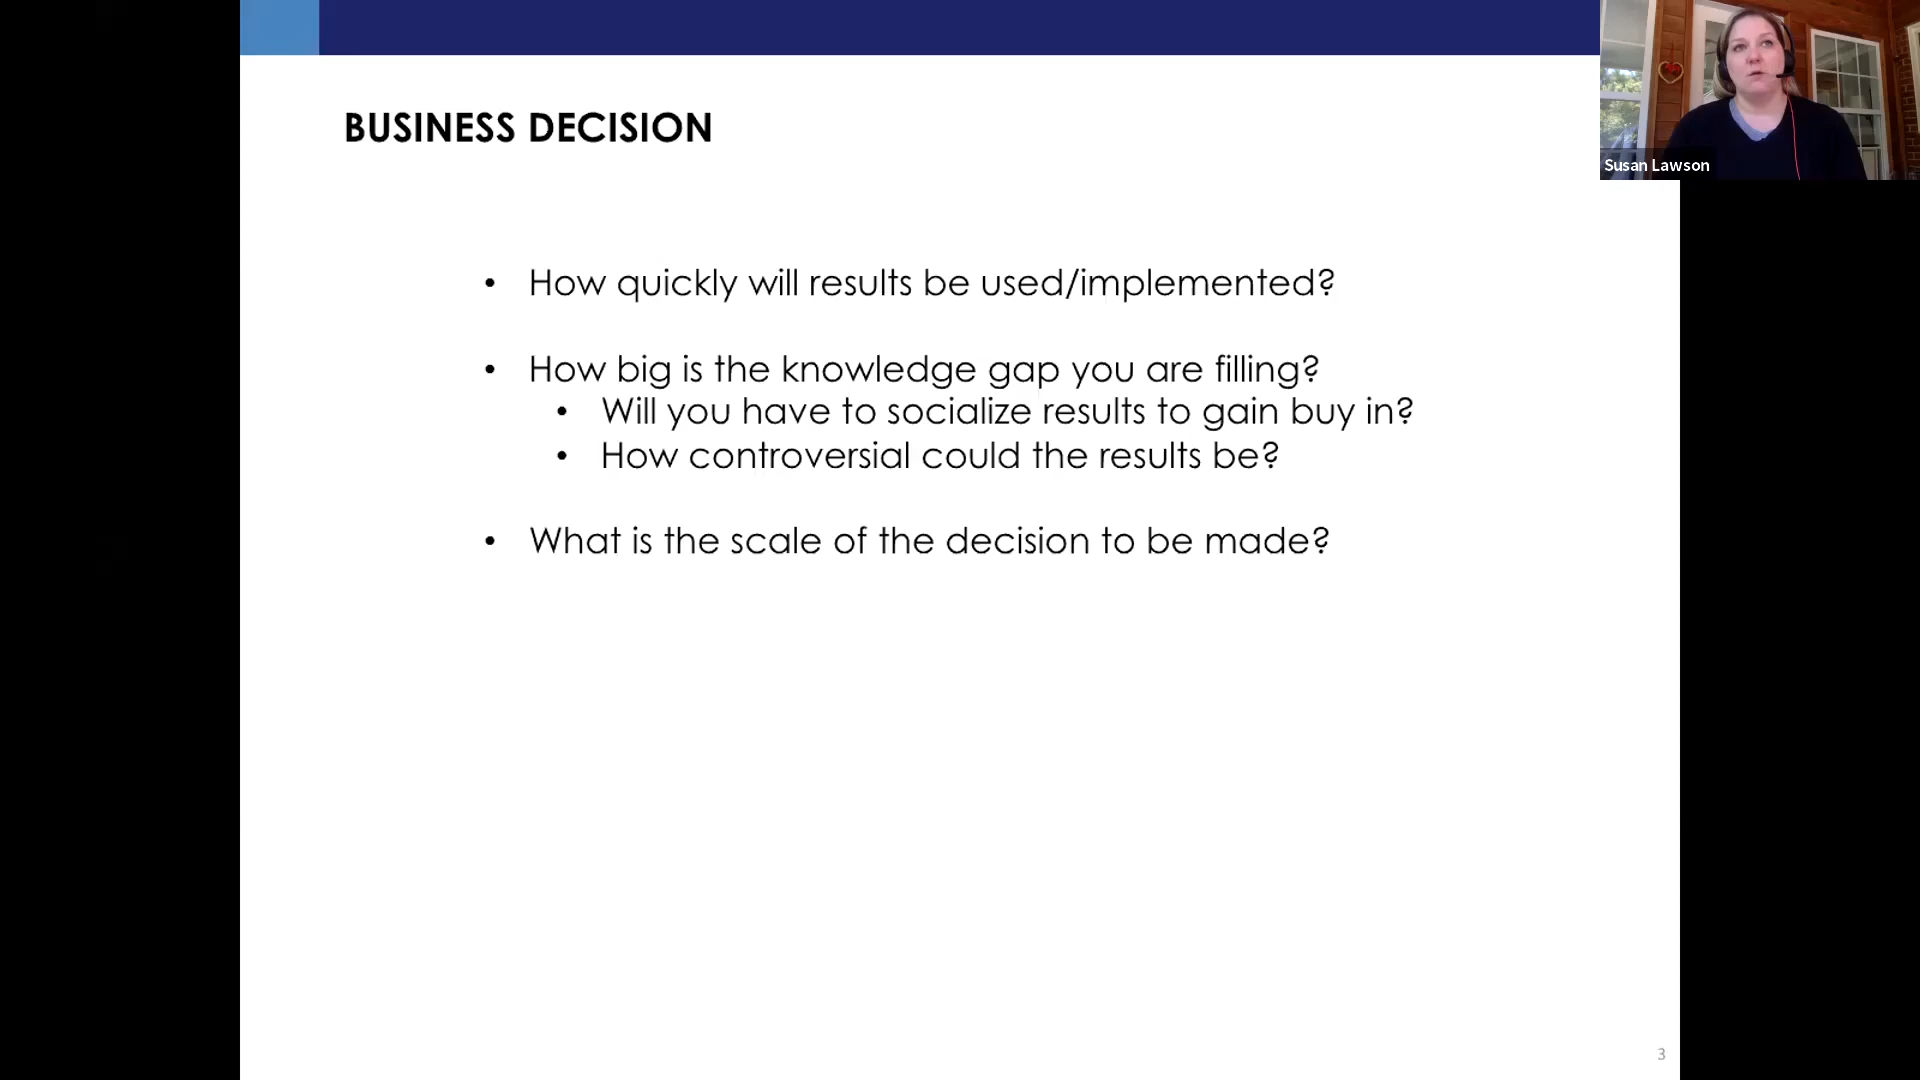 BUSINESS DECISION
• How quickly will results be used/implemented?
• How big is the knowledge gap you are filling?
• Will you have to socialize results to gain buy in?
• How controversial could the results be?
• What is the scale of the decision to be made?
Susan Lawson
3